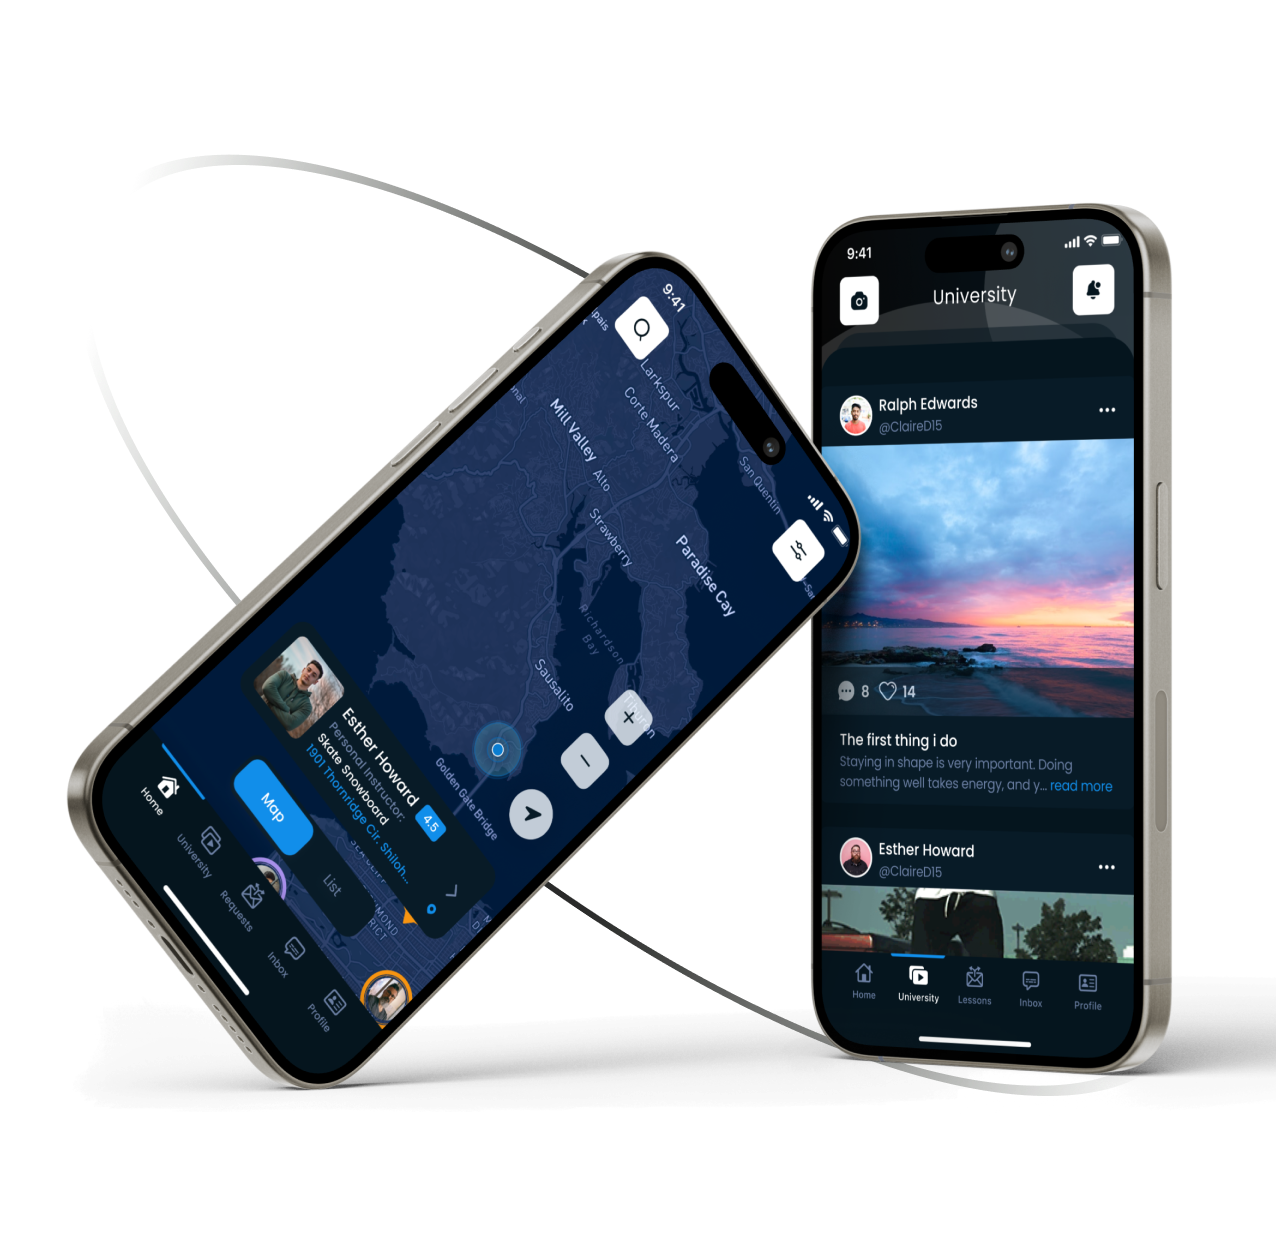 9:41
Larkspur
Corte Madera
Mill Valley
Alto
San Quentin
Strawberry
Paradise Cay
Richardson
Bay
Sausalito
Golden Gate Bridge
Esther Howard
Personal Instructor:
Skate Snowboard
1901 Thornridge Cir. Shiloh...
4.5
Map
List
Home
University
Requests
Inbox
Profile
9:41
University
Ralph Edwards
@ClaireD15
8 14
The first thing i do
Staying in shape is very important. Doing
something well takes energy, and y... read more
Esther Howard
@ClaireD15
Home University Lessons Inbox Profile